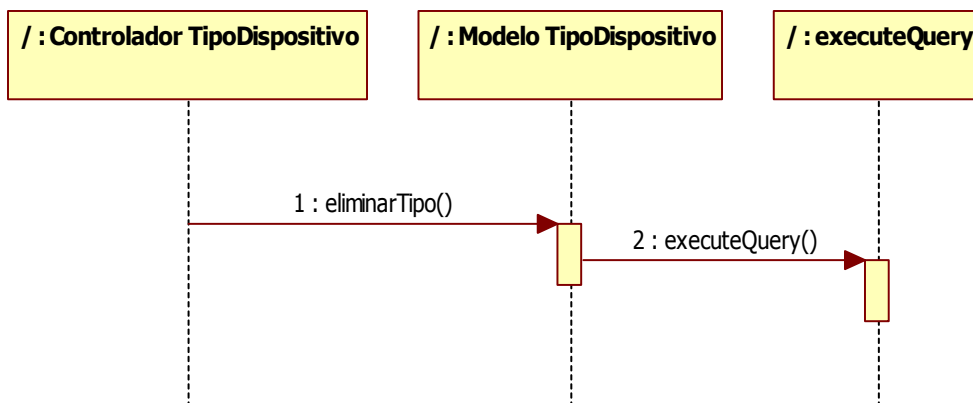 / : Controlador TipoDispositivo
/ : Modelo TipoDispositivo
/ : executeQuery
1 : eliminarTipo()
2 : executeQuery()